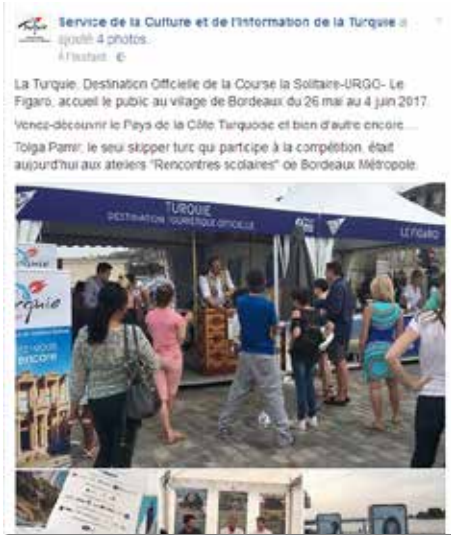 Service de la Culture et de l'Information de la Turquie a
ajouté 4 photos.
À l'instant ·
La Turquie, Destination Officielle de la Course la Solitaire-URGO- Le
Figaro, accueil le public au village de Bordeaux du 26 mai au 4 juin 2017.
Venez-découvrir le Pays de la Côte Turquoise et bien d'autre encore....
Tolga Pamir, le seul skipper turc qui participe à la compétition, était
aujourd'hui aux ateliers "Rencontres scolaires" de Bordeaux Métropole.
TURQUIE
DESTINATION TOURISTIQUE OFFICIELLE
LE FIGARO
Turquie
urquie
encore